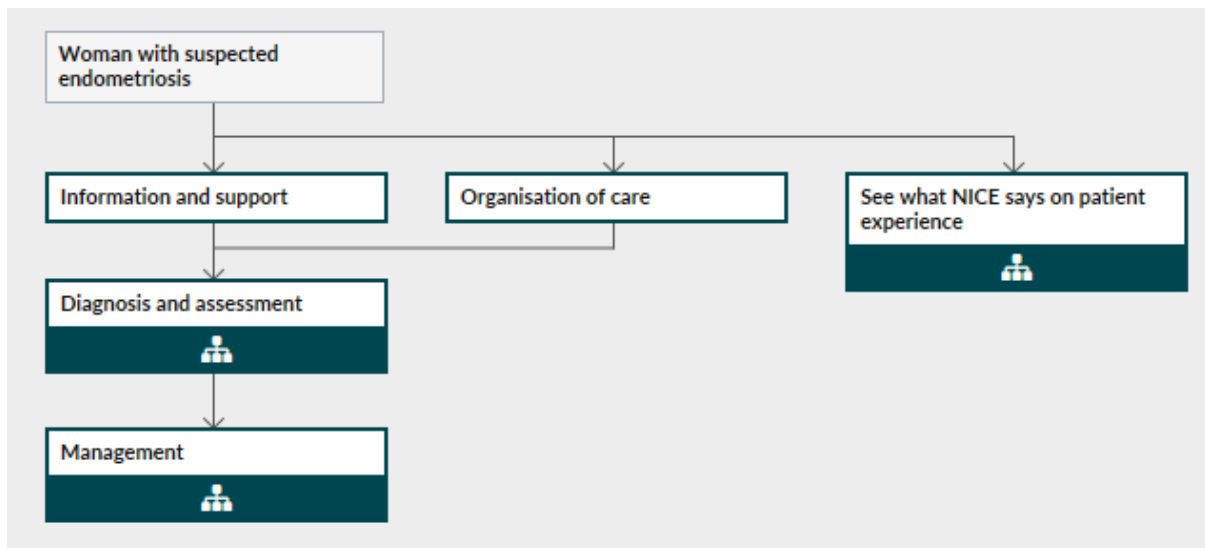 Woman with suspected
endometriosis
Information and support
Organisation of care
See what NICE says on patient
experience
Diagnosis and assessment
Management